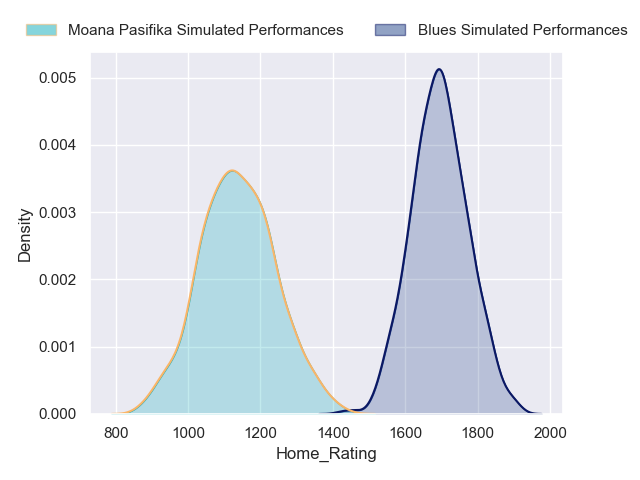 Moana Pasifika Simulated Performances Blues Simulated Performances
0.005
0.004
0.003
0.002
0.001
0.000
Density
800 1000 1200 1400 1600 1800 2000
Home_Rating